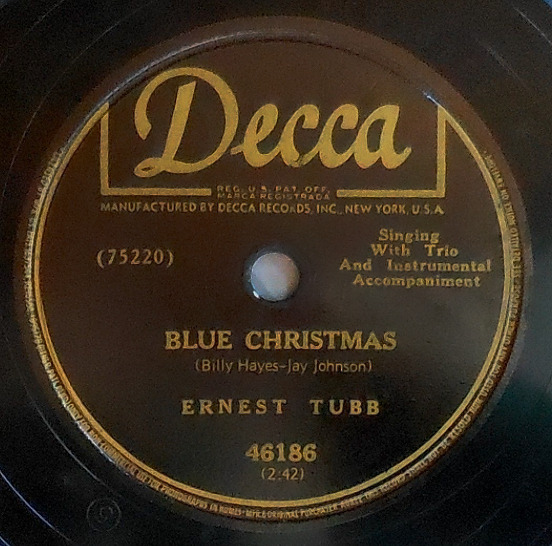 Decca
REG. U.S. PAT. OFF.
MARCA REGISTRADA
MANUFACTURED BY DECCA RECORDS, INC., NEW YORK, U.S.A.
(75220)
Singing
With Trio
And Instrumental
Accompaniment
BLUE CHRISTMAS
(Billy Hayes-Jay Johnson)
ERNEST TUBB
46186
(2:42)